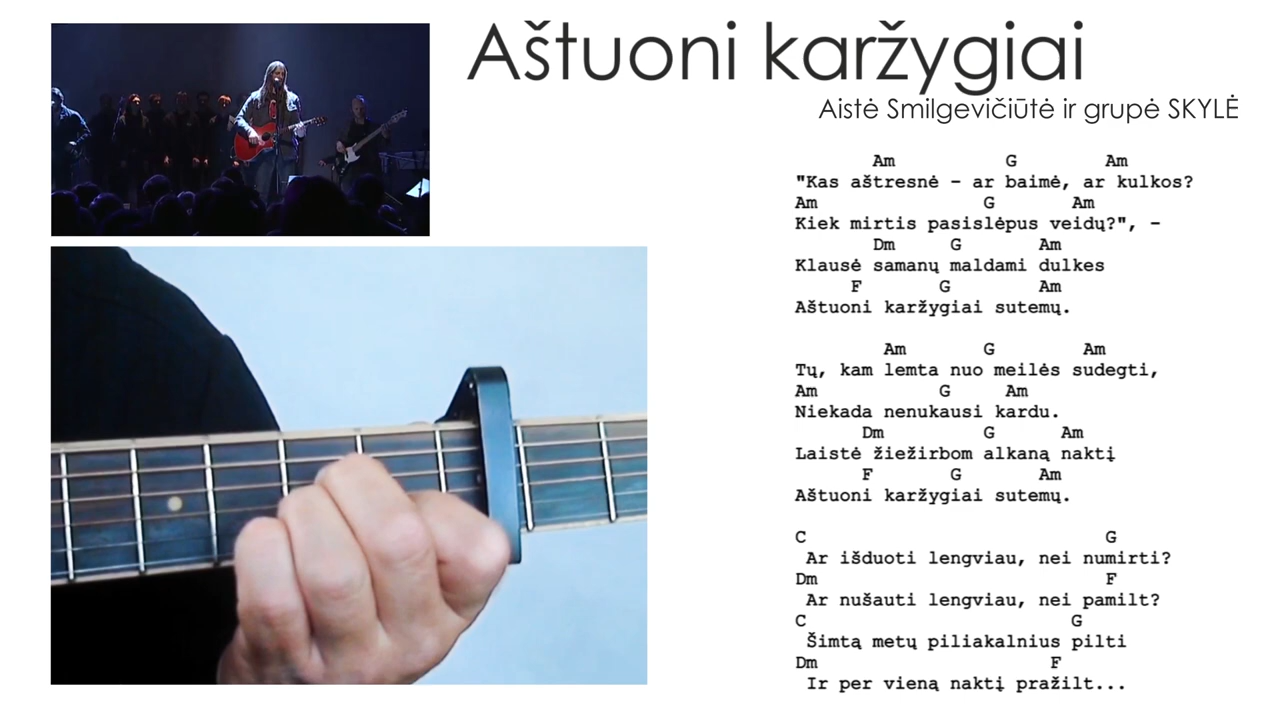 Aštuoni karžygiai
Aistė Smilgevičiūtė ir grupė SKYLĖ
Am G Am
"Kas aštresnė - ar baimė, ar kulkos?
Am G Am
Kiek mirtis pasislėpus veidų?", -
Dm G Am
Klausė samanų maldami dulkes
F G Am
Aštuoni karžygiai sutemų.
Am G Am
Tų, kam lemta nuo meilės sudegti,
Am G Am
Niekada nenukausi kardu.
Dm G Am
Laistė žiežirbom alkaną naktį
F G Am
Aštuoni karžygiai sutemų.
C G
Ar išduoti lengviau, nei numirti?
Dm F
Ar nušauti lengviau, nei pamilt?
C G
Šimtą metų piliakalnius pilti
Dm F
Ir per vieną naktį pražilt...